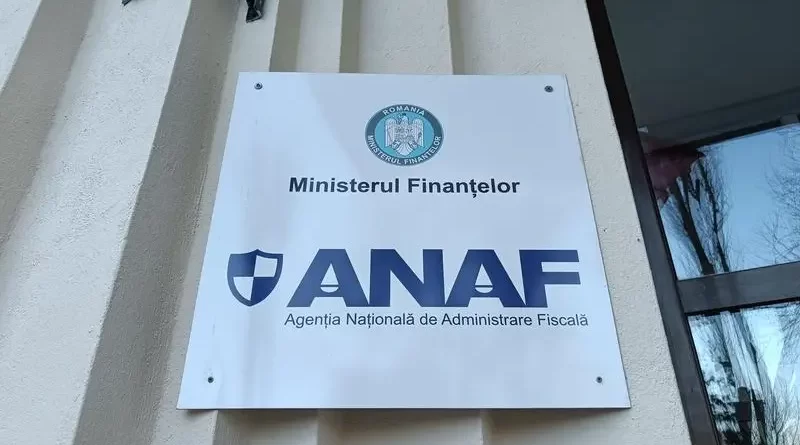 ROMANIA
MINISTERUL FINANȚELOR
Ministerul Finanțelor
ANAF
Agenția Națională de Administrare Fiscală